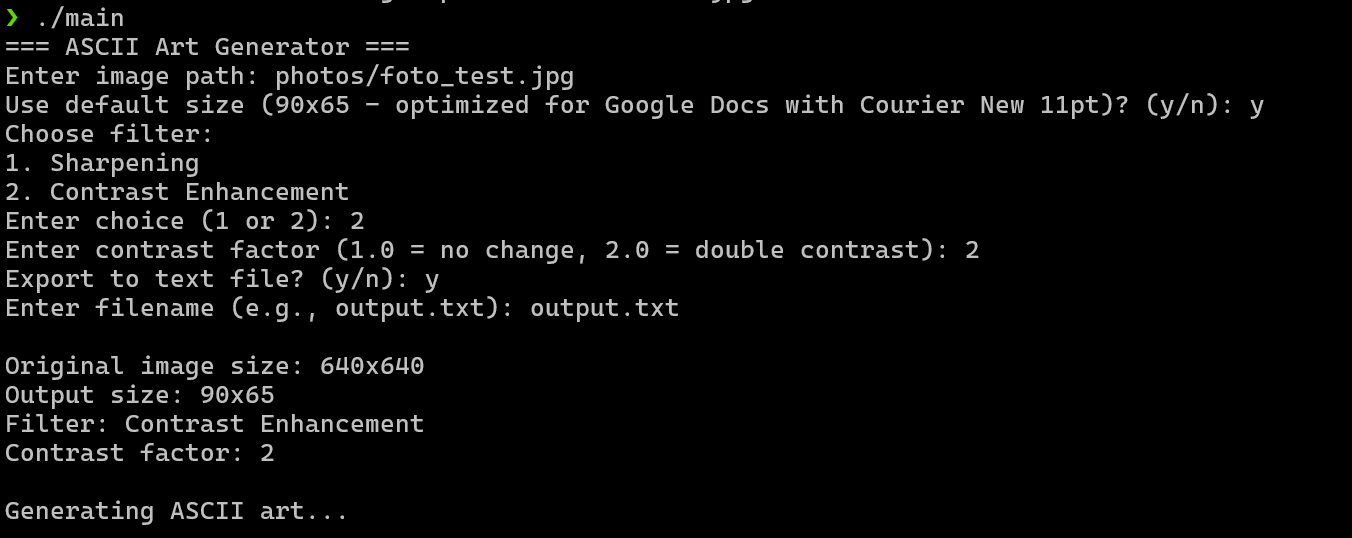 ❯ ./main
=== ASCII Art Generator ===
Enter image path: photos/foto_test.jpg
Use default size (90x65 - optimized for Google Docs with Courier New 11pt)? (y/n): y
Choose filter:
1. Sharpening
2. Contrast Enhancement
Enter choice (1 or 2): 2
Enter contrast factor (1.0 = no change, 2.0 = double contrast): 2
Export to text file? (y/n): y
Enter filename (e.g., output.txt): output.txt
Original image size: 640x640
Output size: 90x65
Filter: Contrast Enhancement
Contrast factor: 2
Generating ASCII art...